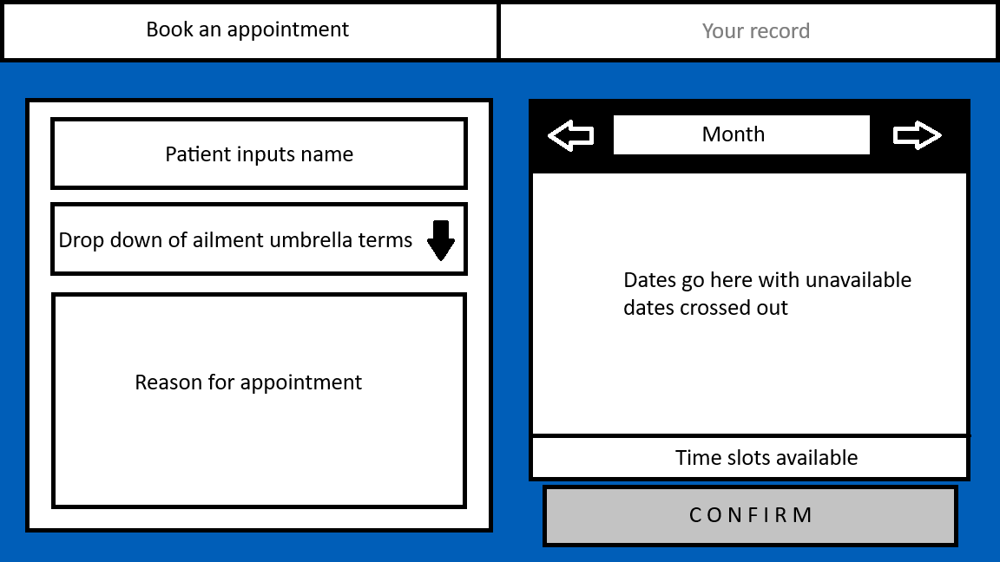 Book an appointment
Your record
Patient inputs name
Drop down of ailment umbrella terms
Reason for appointment
Month
Dates go here with unavailable
dates crossed out
Time slots available
CONFIRM